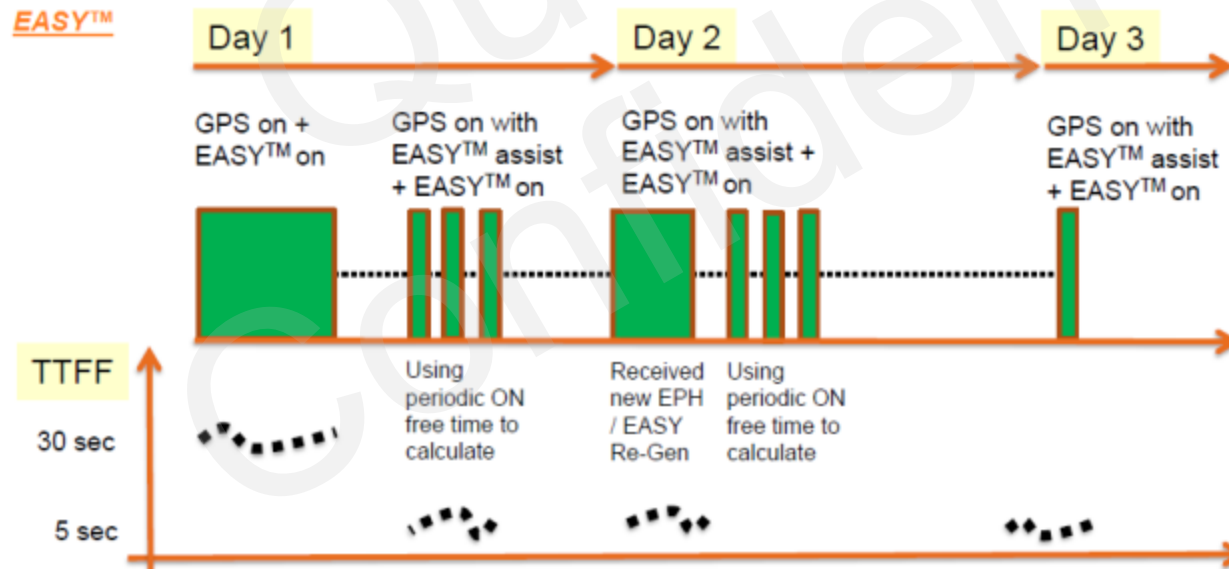 EASY™
Day 1
Day 2
Day 3
GPS on +
EASY™ on
GPS on with
EASY™ assist
+ EASY™ on
GPS on with
EASY™ assist +
EASY™ on
GPS on with
EASY™ assist
+ EASY™ on
TTFF
30 sec
5 sec
Using
periodic ON
free time to
calculate
Received
new EPH
/ EASY
Re-Gen
Using
periodic ON
free time to
calculate
Qu
Confiden